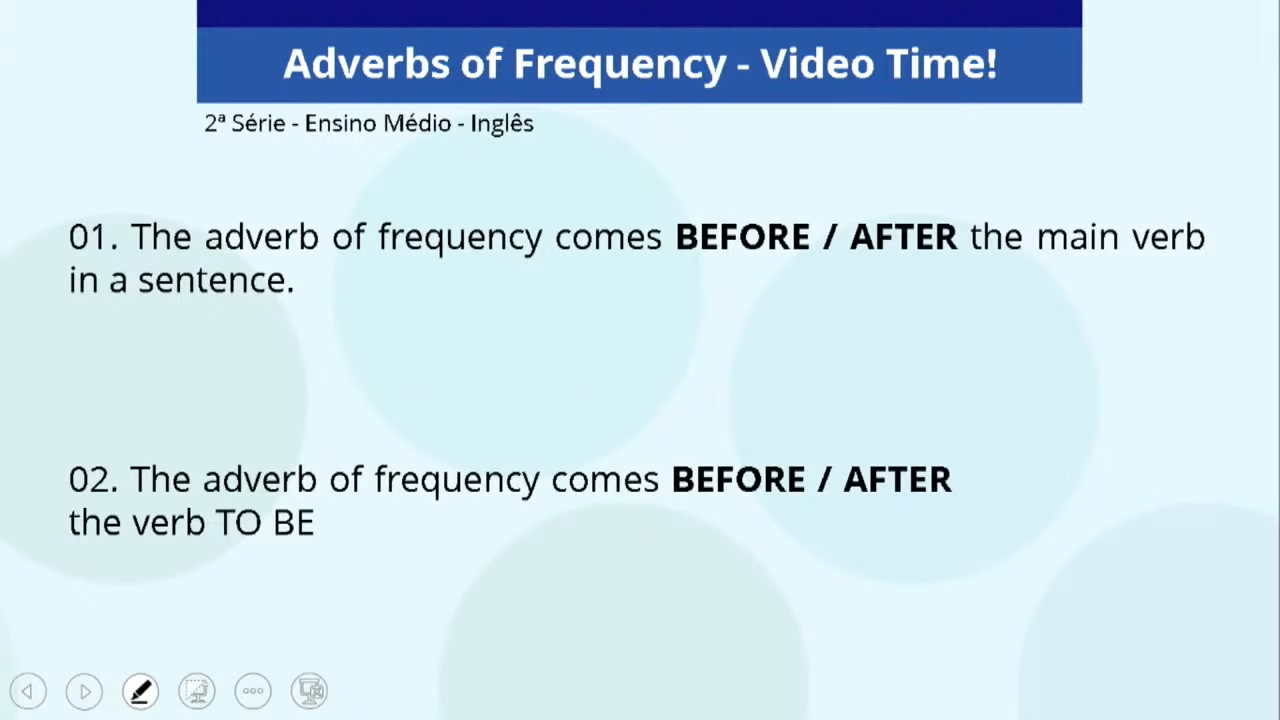 Adverbs of Frequency - Video Time!
2ª Série - Ensino Médio - Inglês
01. The adverb of frequency comes BEFORE / AFTER the main verb
in a sentence.
02. The adverb of frequency comes BEFORE / AFTER
the verb TO BE